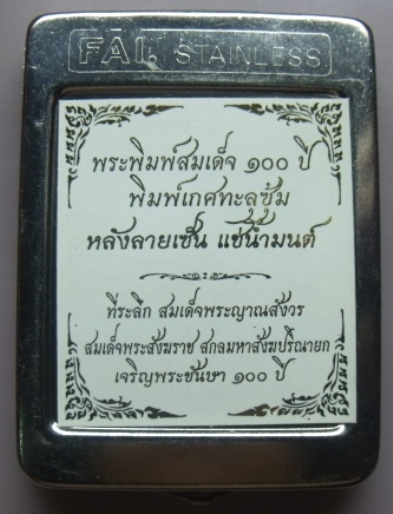 FAI. STAINLESS
พระพิมพ์สมเด็จ ๑๐๐ ปี
พิมพ์เกศทะลุซุ้ม
หลังลายเซ็น แช่น้ำมนต์
ที่ระลึก สมเด็จพระญาณสังวร
สมเด็จพระสังฆราช สกลมหาสังฆปริณายก
เจริญพระชันษา ๑๐๐ ปี